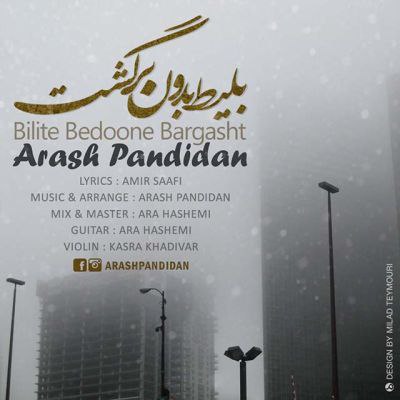 بلیط بدون برگشت
Bilite Bedoone Bargasht
Arash Pandidan
LYRICS : AMIR SAAFI
MUSIC & ARRANGE : ARASH PANDIDAN
MIX & MASTER : ARA HASHEMI
GUITAR : ARA HASHEMI
VIOLIN : KASRA KHADIVAR
ARASHPANDIDAN
DESIGN BY MILAD TEYMOURI